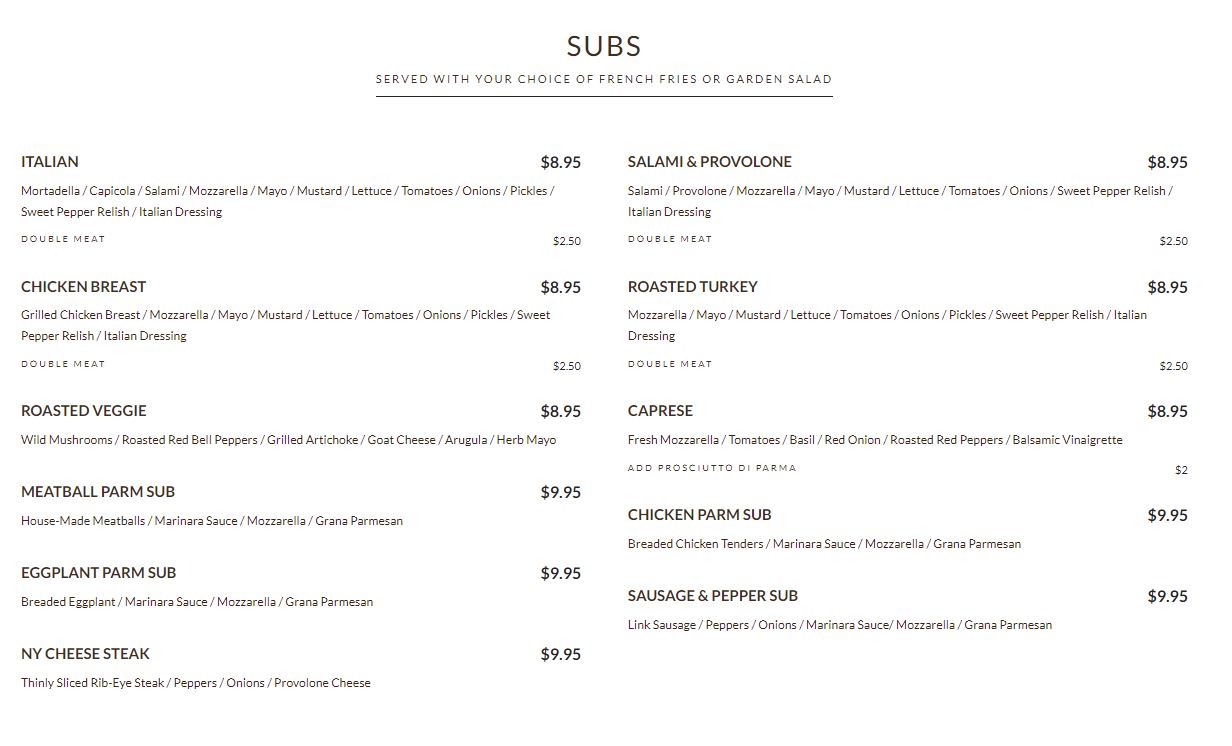 SUBS
SERVED WITH YOUR CHOICE OF FRENCH FRIES OR GARDEN SALAD
ITALIAN $8.95
Mortadella / Capicola / Salami / Mozzarella / Mayo / Mustard / Lettuce / Tomatoes / Onions / Pickles /
Sweet Pepper Relish / Italian Dressing
DOUBLE MEAT $2.50
CHICKEN BREAST $8.95
Grilled Chicken Breast / Mozzarella / Mayo / Mustard / Lettuce / Tomatoes / Onions / Pickles / Sweet
Pepper Relish / Italian Dressing
DOUBLE MEAT $2.50
ROASTED VEGGIE $8.95
Wild Mushrooms / Roasted Red Bell Peppers / Grilled Artichoke / Goat Cheese / Arugula / Herb Mayo
MEATBALL PARM SUB $9.95
House-Made Meatballs / Marinara Sauce / Mozzarella / Grana Parmesan
EGGPLANT PARM SUB $9.95
Breaded Eggplant / Marinara Sauce / Mozzarella / Grana Parmesan
NY CHEESE STEAK $9.95
Thinly Sliced Rib-Eye Steak / Peppers / Onions / Provolone Cheese
SALAMI & PROVOLONE $8.95
Salami / Provolone / Mozzarella / Mayo / Mustard / Lettuce / Tomatoes / Onions / Sweet Pepper Relish /
Italian Dressing
DOUBLE MEAT $2.50
ROASTED TURKEY $8.95
Mozzarella / Mayo / Mustard / Lettuce / Tomatoes / Onions / Pickles / Sweet Pepper Relish / Italian
Dressing
DOUBLE MEAT $2.50
CAPRESE $8.95
Fresh Mozzarella / Tomatoes / Basil / Red Onion / Roasted Red Peppers / Balsamic Vinaigrette
ADD PROSCIUTTO DI PARMA $2
CHICKEN PARM SUB $9.95
Breaded Chicken Tenders / Marinara Sauce / Mozzarella / Grana Parmesan
SAUSAGE & PEPPER SUB $9.95
Link Sausage / Peppers / Onions / Marinara Sauce/ Mozzarella / Grana Parmesan